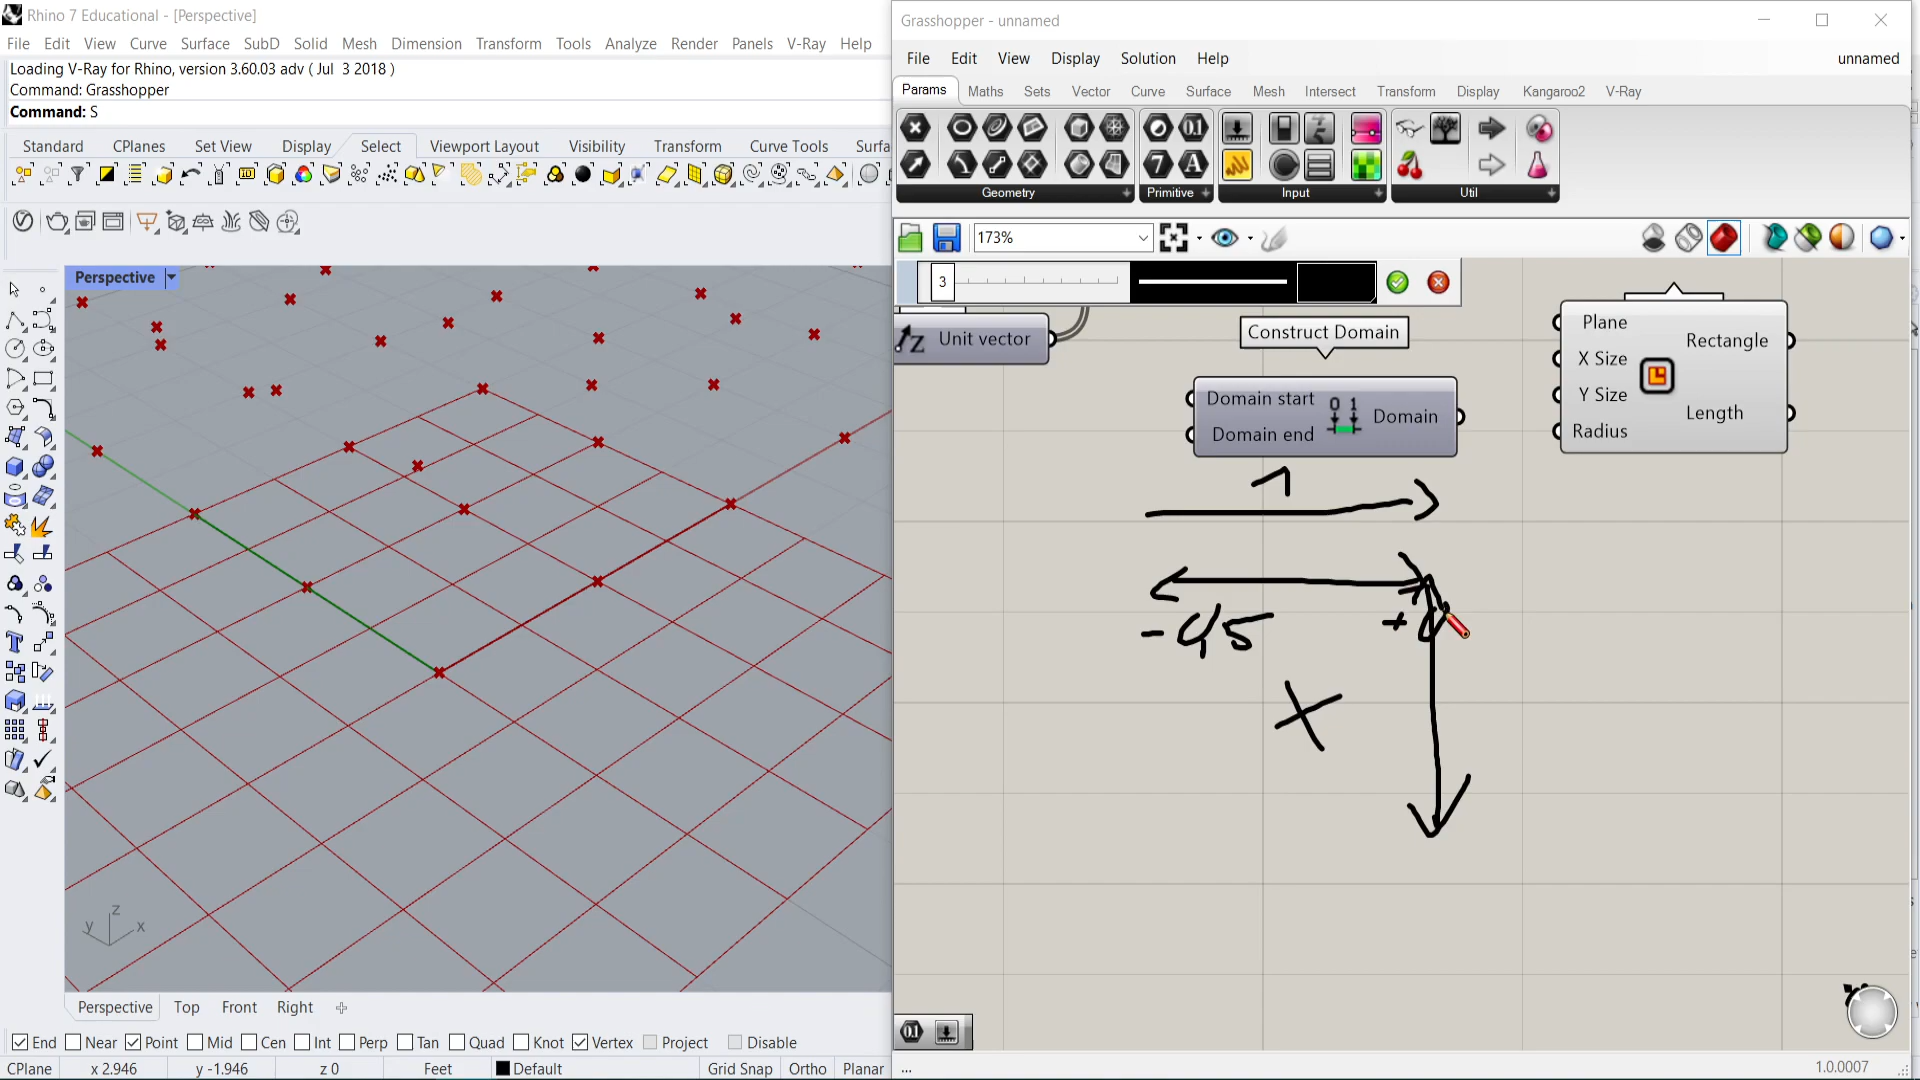 Rhino 7 Educational - [Perspective]
File Edit View Curve Surface SubD Solid Mesh Dimension Transform Tools Analyze Render Panels V-Ray Help
Loading V-Ray for Rhino, version 3.60.03 adv ( Jul 3 2018 )
Command: Grasshopper
Command: S
Standard CPlanes Set View Display Select Viewport Layout Visibility Transform Curve Tools Surfa
Perspective
z
y x
Perspective Top Front Right
End Near Point Mid Cen Int Perp Tan Quad Knot Vertex Project Disable
CPlane x 2.946 y -1.946 z 0 Feet Default Grid Snap Ortho Planar
Grasshopper - unnamed
File Edit View Display Solution Help unnamed
Params Maths Sets Vector Curve Surface Mesh Intersect Transform Display Kangaroo2 V-Ray
Geometry Primitive Input Util
173%
3
Z Unit vector
Construct Domain
Domain start
Domain end
0 1
Domain
Plane
X Size
Y Size
Radius
Rectangle
Length
1
-45
X
...
1.0.0007